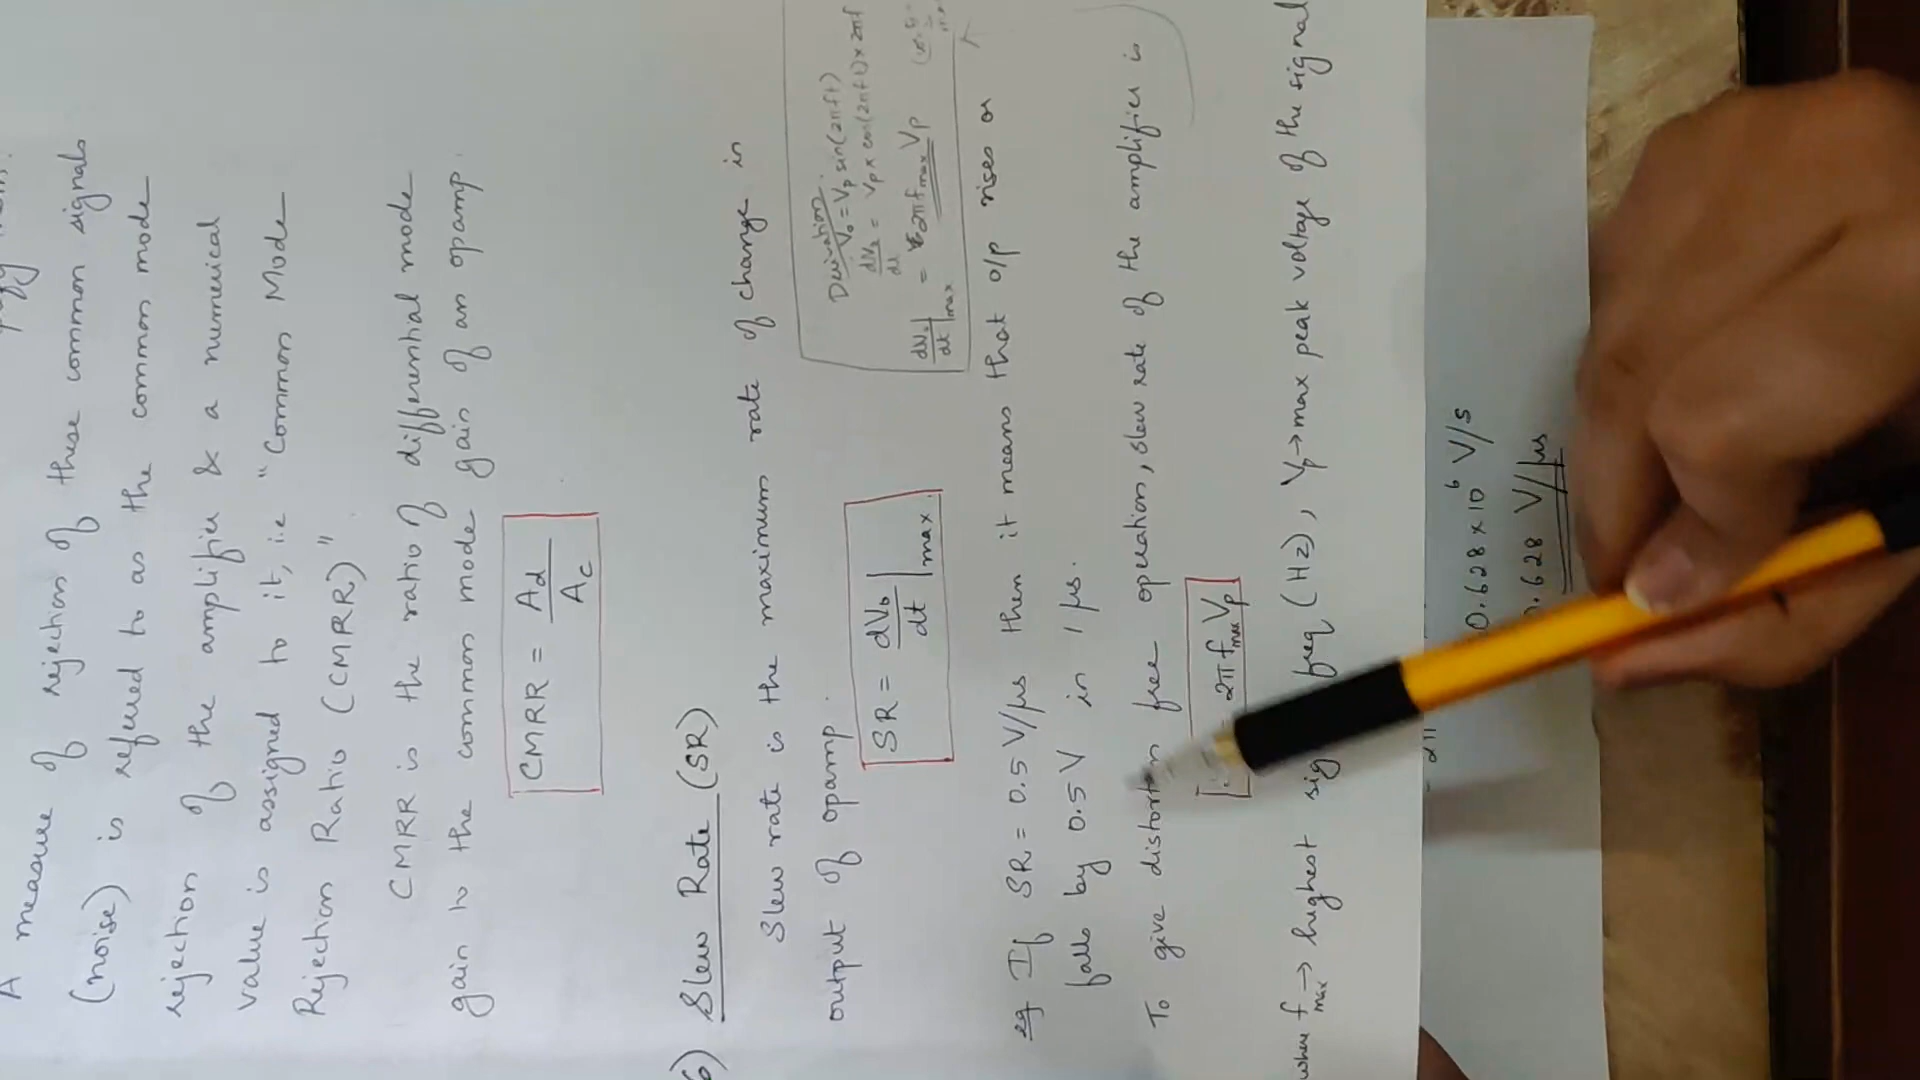 A measure of rejection of these common signals
(noise) is referred to as the common mode
rejection of the amplifier & a numerical
value is assigned to it, i.e "Common Mode
Rejection Ratio (CMRR)"
CMRR is the ratio of differential mode
gain to the common mode gain of an opamp.
CMRR = Ad / Ac
6) Slew Rate (SR)
Slew rate is the maximum rate of change in
output of opamp.
SR = dVo/dt | max
Derivation.
Vo = Vp sin(2πft)
dVo/dt = Vp x cos(2πft) x 2πf
dVo/dt | max = 2πfmax Vp
eg If SR = 0.5 V/μs then it means that o/p rises or
falls by 0.5 V in 1 μs.
To give distortion free operation, slew rate of the amplifier is
2πfmax Vp
where fmax → highest freq (Hz), Vp → max peak voltage of the signal
0.628 x 10⁶ V/s
.628 V/μs